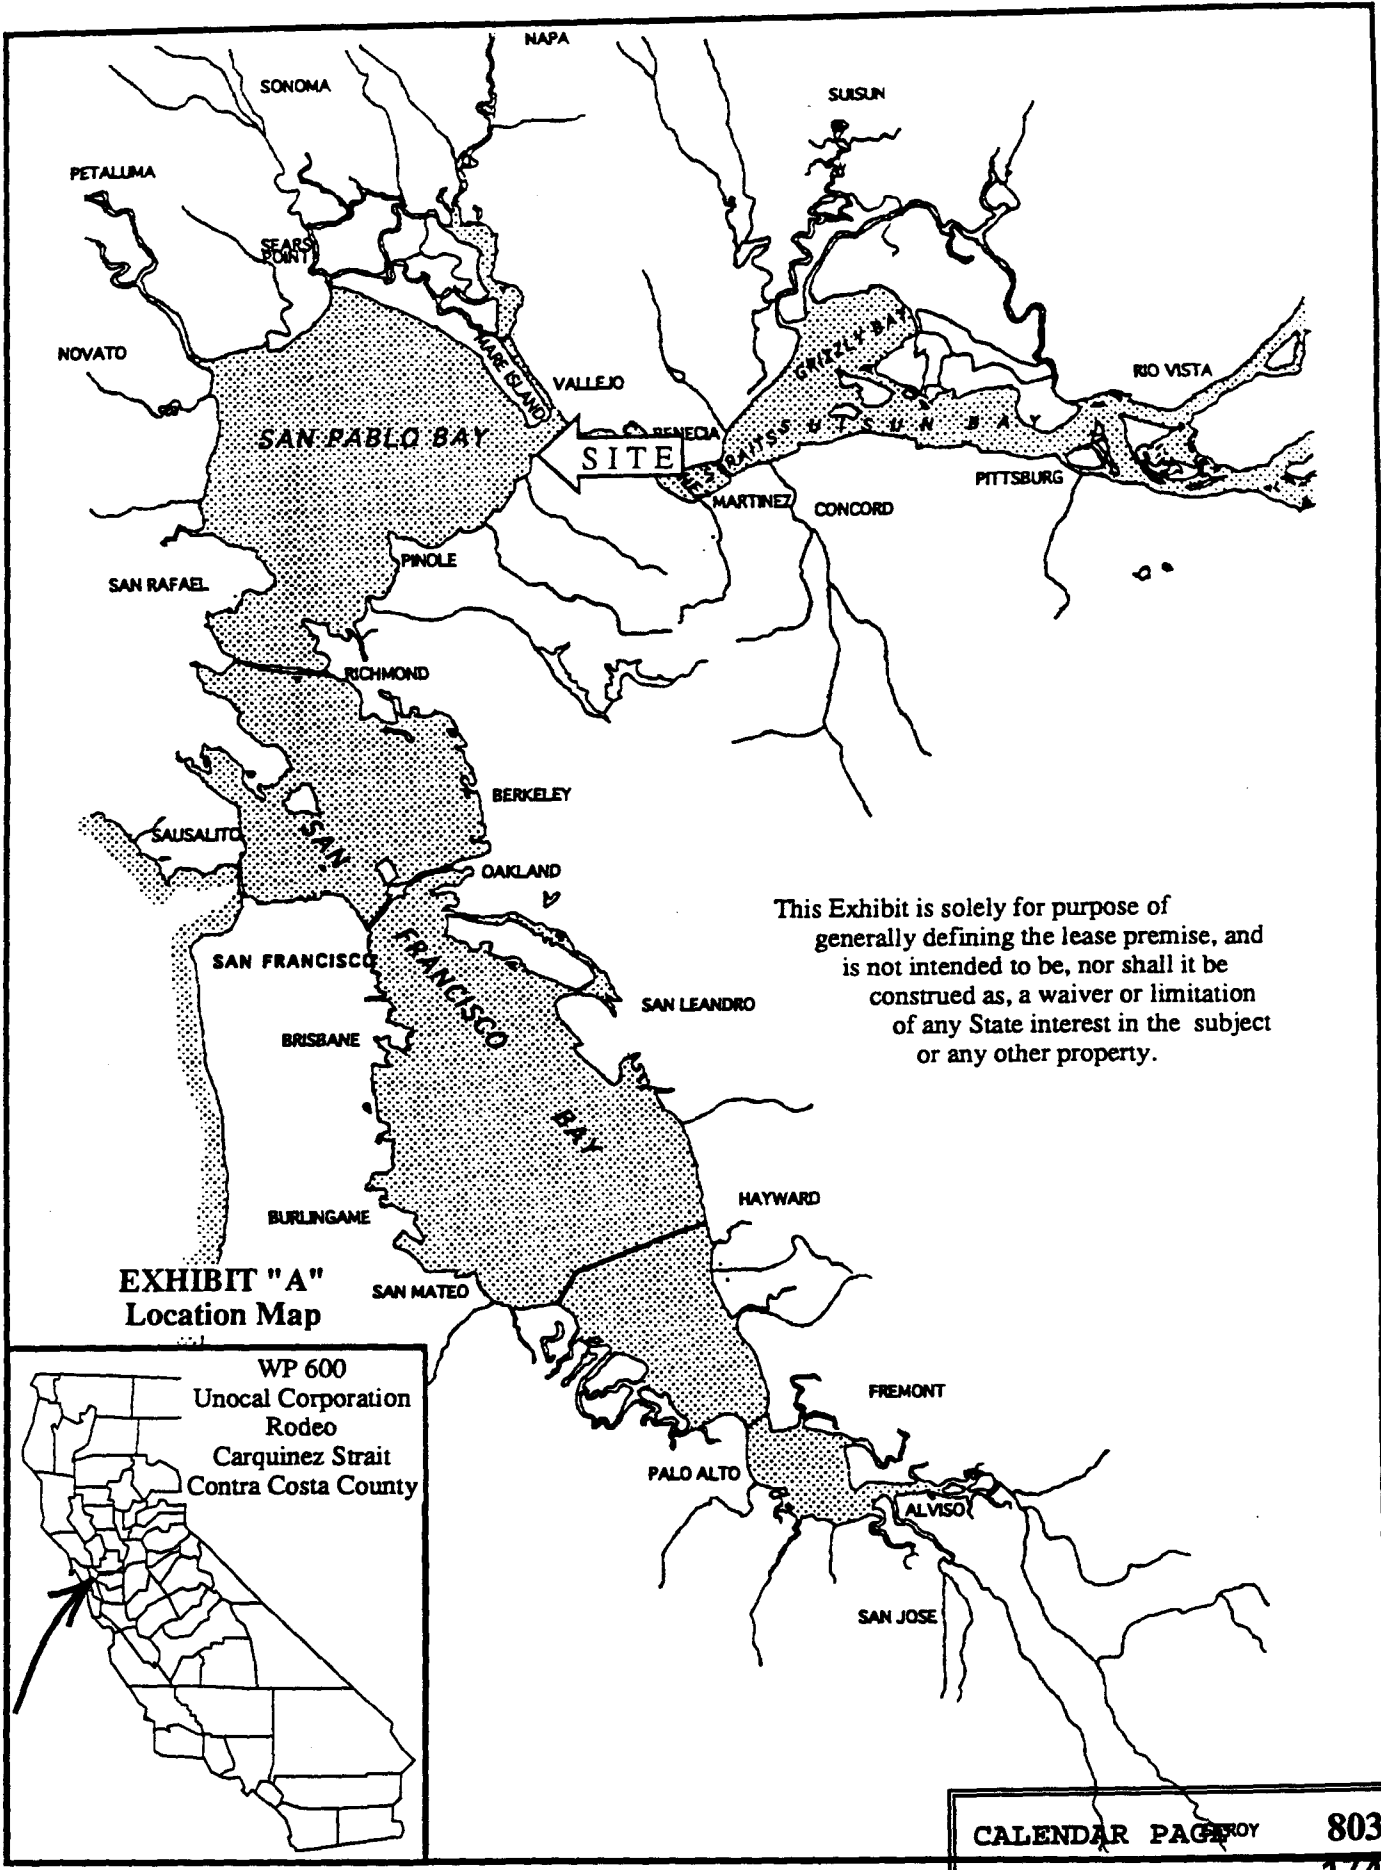 NAPA
SONOMA
SUISUN
PETALUMA
SEARS
POINT
NOVATO
MARE ISLAND
VALLEJO
GRIZZLY BAY
RIO VISTA
SAN PABLO BAY
BENECIA
SITE
STRAITS
SUISUN BAY
PITTSBURG
MARTINEZ
CONCORD
PINOLE
SAN RAFAEL
RICHMOND
BERKELEY
SAUSALITO
SAN
OAKLAND
This Exhibit is solely for purpose of
generally defining the lease premise, and
is not intended to be, nor shall it be
construed as, a waiver or limitation
of any State interest in the subject
or any other property.
SAN FRANCISCO
FRANCISCO
SAN LEANDRO
BRISBANE
BAY
HAYWARD
BURLINGAME
EXHIBIT "A"
Location Map
SAN MATEO
WP 600
Unocal Corporation
Rodeo
Carquinez Strait
Contra Costa County
FREMONT
PALO ALTO
ALVISO
SAN JOSE
CALENDAR PAGE 803